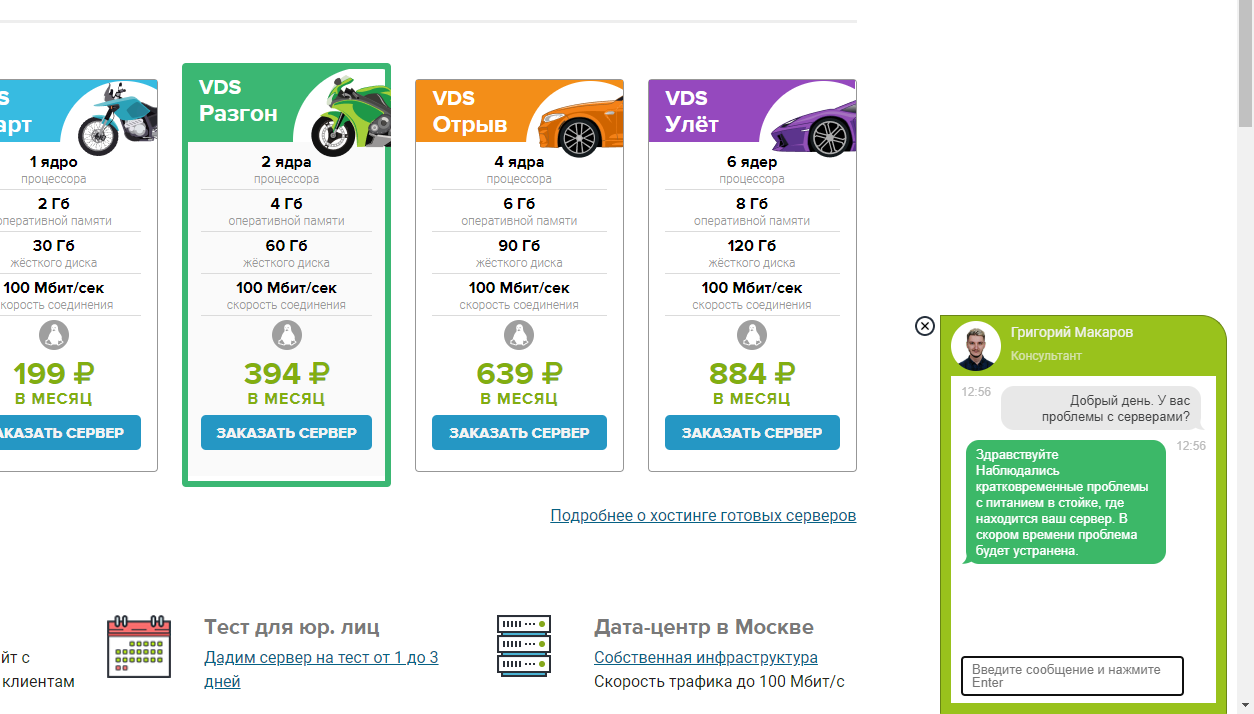 VDS
Разгон
2 ядра
процессора
4 Гб
оперативной памяти
60 Гб
жёсткого диска
100 Мбит/сек
скорость соединения
394 ₽
В МЕСЯЦ
ЗАКАЗАТЬ СЕРВЕР
VDS
Отрыв
4 ядра
процессора
6 Гб
оперативной памяти
90 Гб
жёсткого диска
100 Мбит/сек
скорость соединения
639 ₽
В МЕСЯЦ
ЗАКАЗАТЬ СЕРВЕР
VDS
Улёт
6 ядер
процессора
8 Гб
оперативной памяти
120 Гб
жёсткого диска
100 Мбит/сек
скорость соединения
884 ₽
В МЕСЯЦ
ЗАКАЗАТЬ СЕРВЕР
S
арт
1 ядро
процессора
2 Гб
оперативной памяти
30 Гб
жёсткого диска
100 Мбит/сек
корость соединения
199 ₽
В МЕСЯЦ
АКАЗАТЬ СЕРВЕР
Подробнее о хостинге готовых серверов
йт с
клиентам
Тест для юр. лиц
Дадим сервер на тест от 1 до 3
дней
Дата-центр в Москве
Собственная инфраструктура
Скорость трафика до 100 Мбит/с
Григорий Макаров
Консультант
12:56
Добрый день. У вас
проблемы с серверами?
12:56
Здравствуйте
Наблюдались
кратковременные проблемы
с питанием в стойке, где
находится ваш сервер. В
скором времени проблема
будет устранена.
Введите сообщение и нажмите
Enter